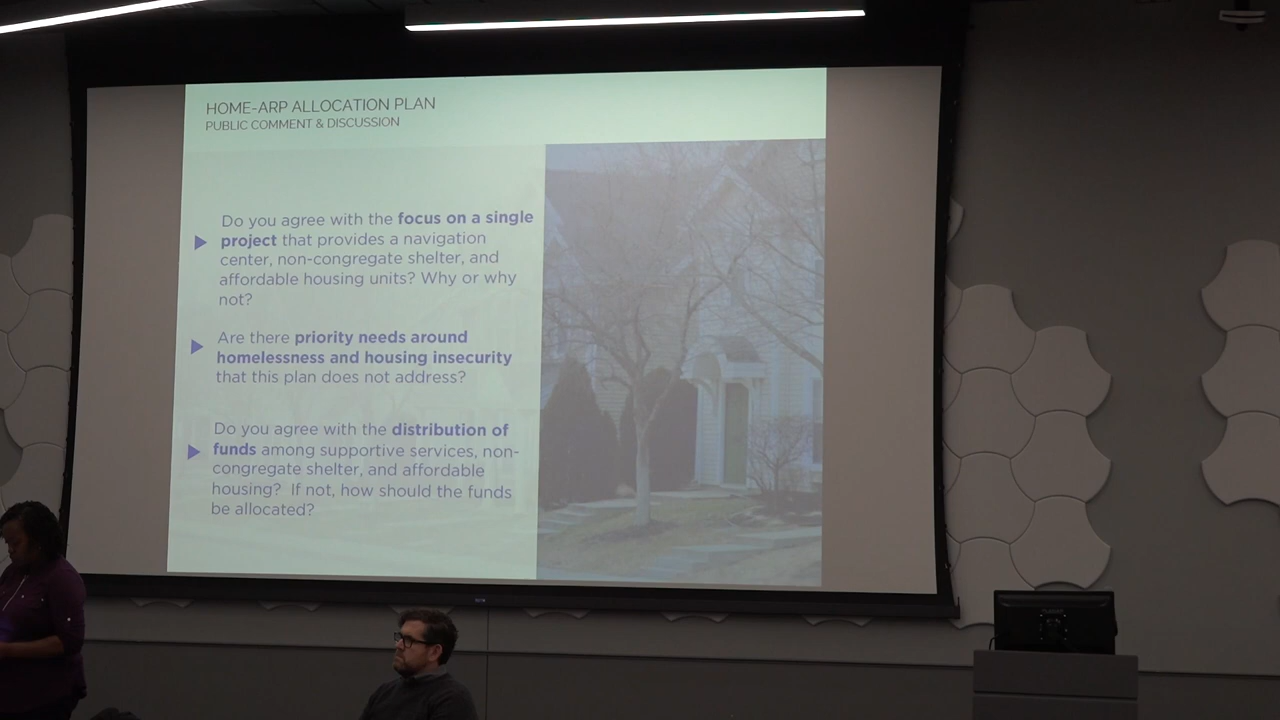 HOME-ARP ALLOCATION PLAN
PUBLIC COMMENT & DISCUSSION
Do you agree with the focus on a single
project that provides a navigation
center, non-congregate shelter, and
affordable housing units? Why or why
not?
Are there priority needs around
homelessness and housing insecurity
that this plan does not address?
Do you agree with the distribution of
funds among supportive services, non-
congregate shelter, and affordable
housing? If not, how should the funds
be allocated?